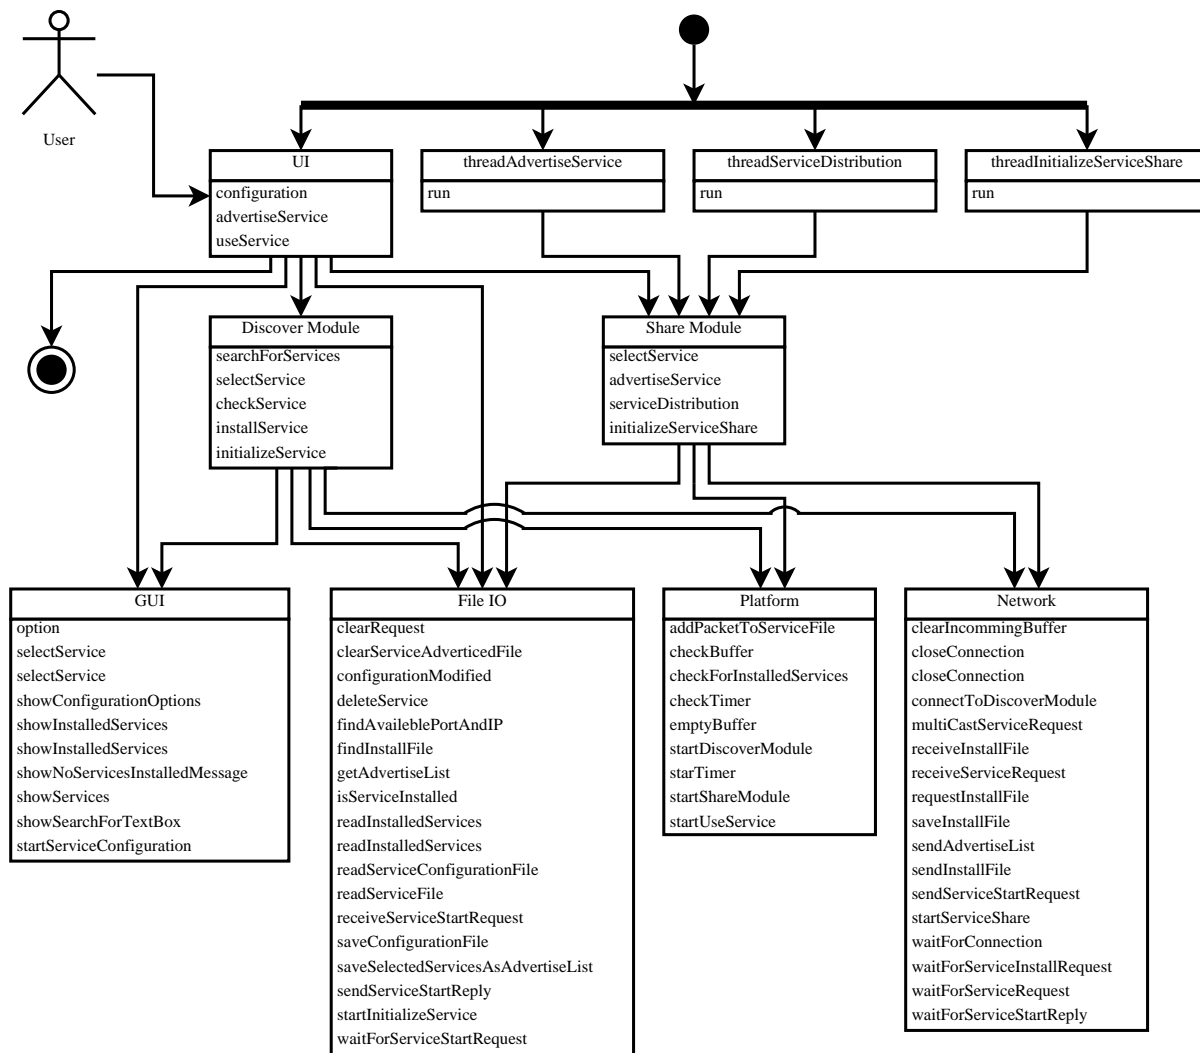 User
UI
configuration
advertiseService
useService
threadAdvertiseService
run
threadServiceDistribution
run
threadInitializeServiceShare
run
Discover Module
searchForServices
selectService
checkService
installService
initializeService
Share Module
selectService
advertiseService
serviceDistribution
initializeServiceShare
GUI
option
selectService
selectService
showConfigurationOptions
showInstalledServices
showInstalledServices
showNoServicesInstalledMessage
showServices
showSearchForTextBox
startServiceConfiguration
File IO
clearRequest
clearServiceAdverticedFile
configurationModified
deleteService
findAvaileblePortAndIP
findInstallFile
getAdvertiseList
isServiceInstalled
readInstalledServices
readInstalledServices
readServiceConfigurationFile
readServiceFile
receiveServiceStartRequest
saveConfigurationFile
saveSelectedServicesAsAdvertiseList
sendServiceStartReply
startInitializeService
waitForServiceStartRequest
Platform
addPacketToServiceFile
checkBuffer
checkForInstalledServices
checkTimer
emptyBuffer
startDiscoverModule
starTimer
startShareModule
startUseService
Network
clearIncommingBuffer
closeConnection
closeConnection
connectToDiscoverModule
multiCastServiceRequest
receiveInstallFile
receiveServiceRequest
requestInstallFile
saveInstallFile
sendAdvertiseList
sendInstallFile
sendServiceStartRequest
startServiceShare
waitForConnection
waitForServiceInstallRequest
waitForServiceRequest
waitForServiceStartReply